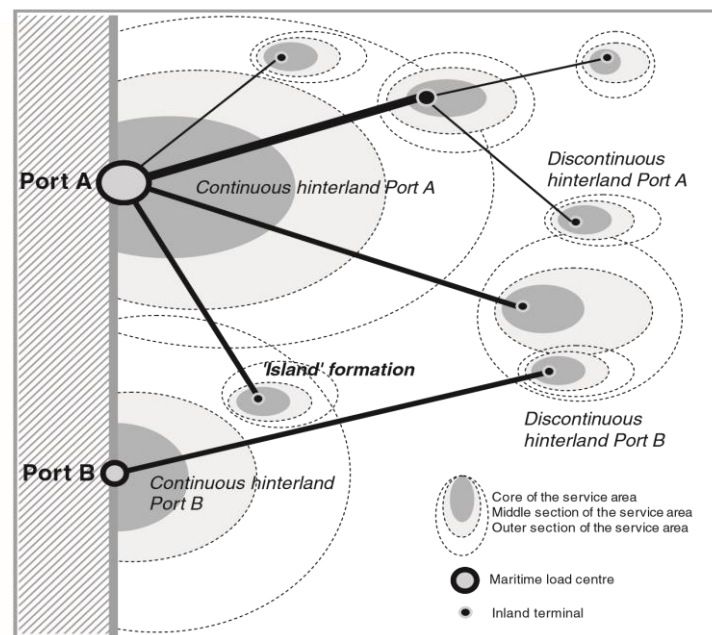 Port A
Continuous hinterland Port A
Discontinuous
hinterland Port A
'Island' formation
Discontinuous
hinterland Port B
Port B
Continuous hinterland
Port B
Core of the service area
Middle section of the service area
Outer section of the service area
Maritime load centre
Inland terminal